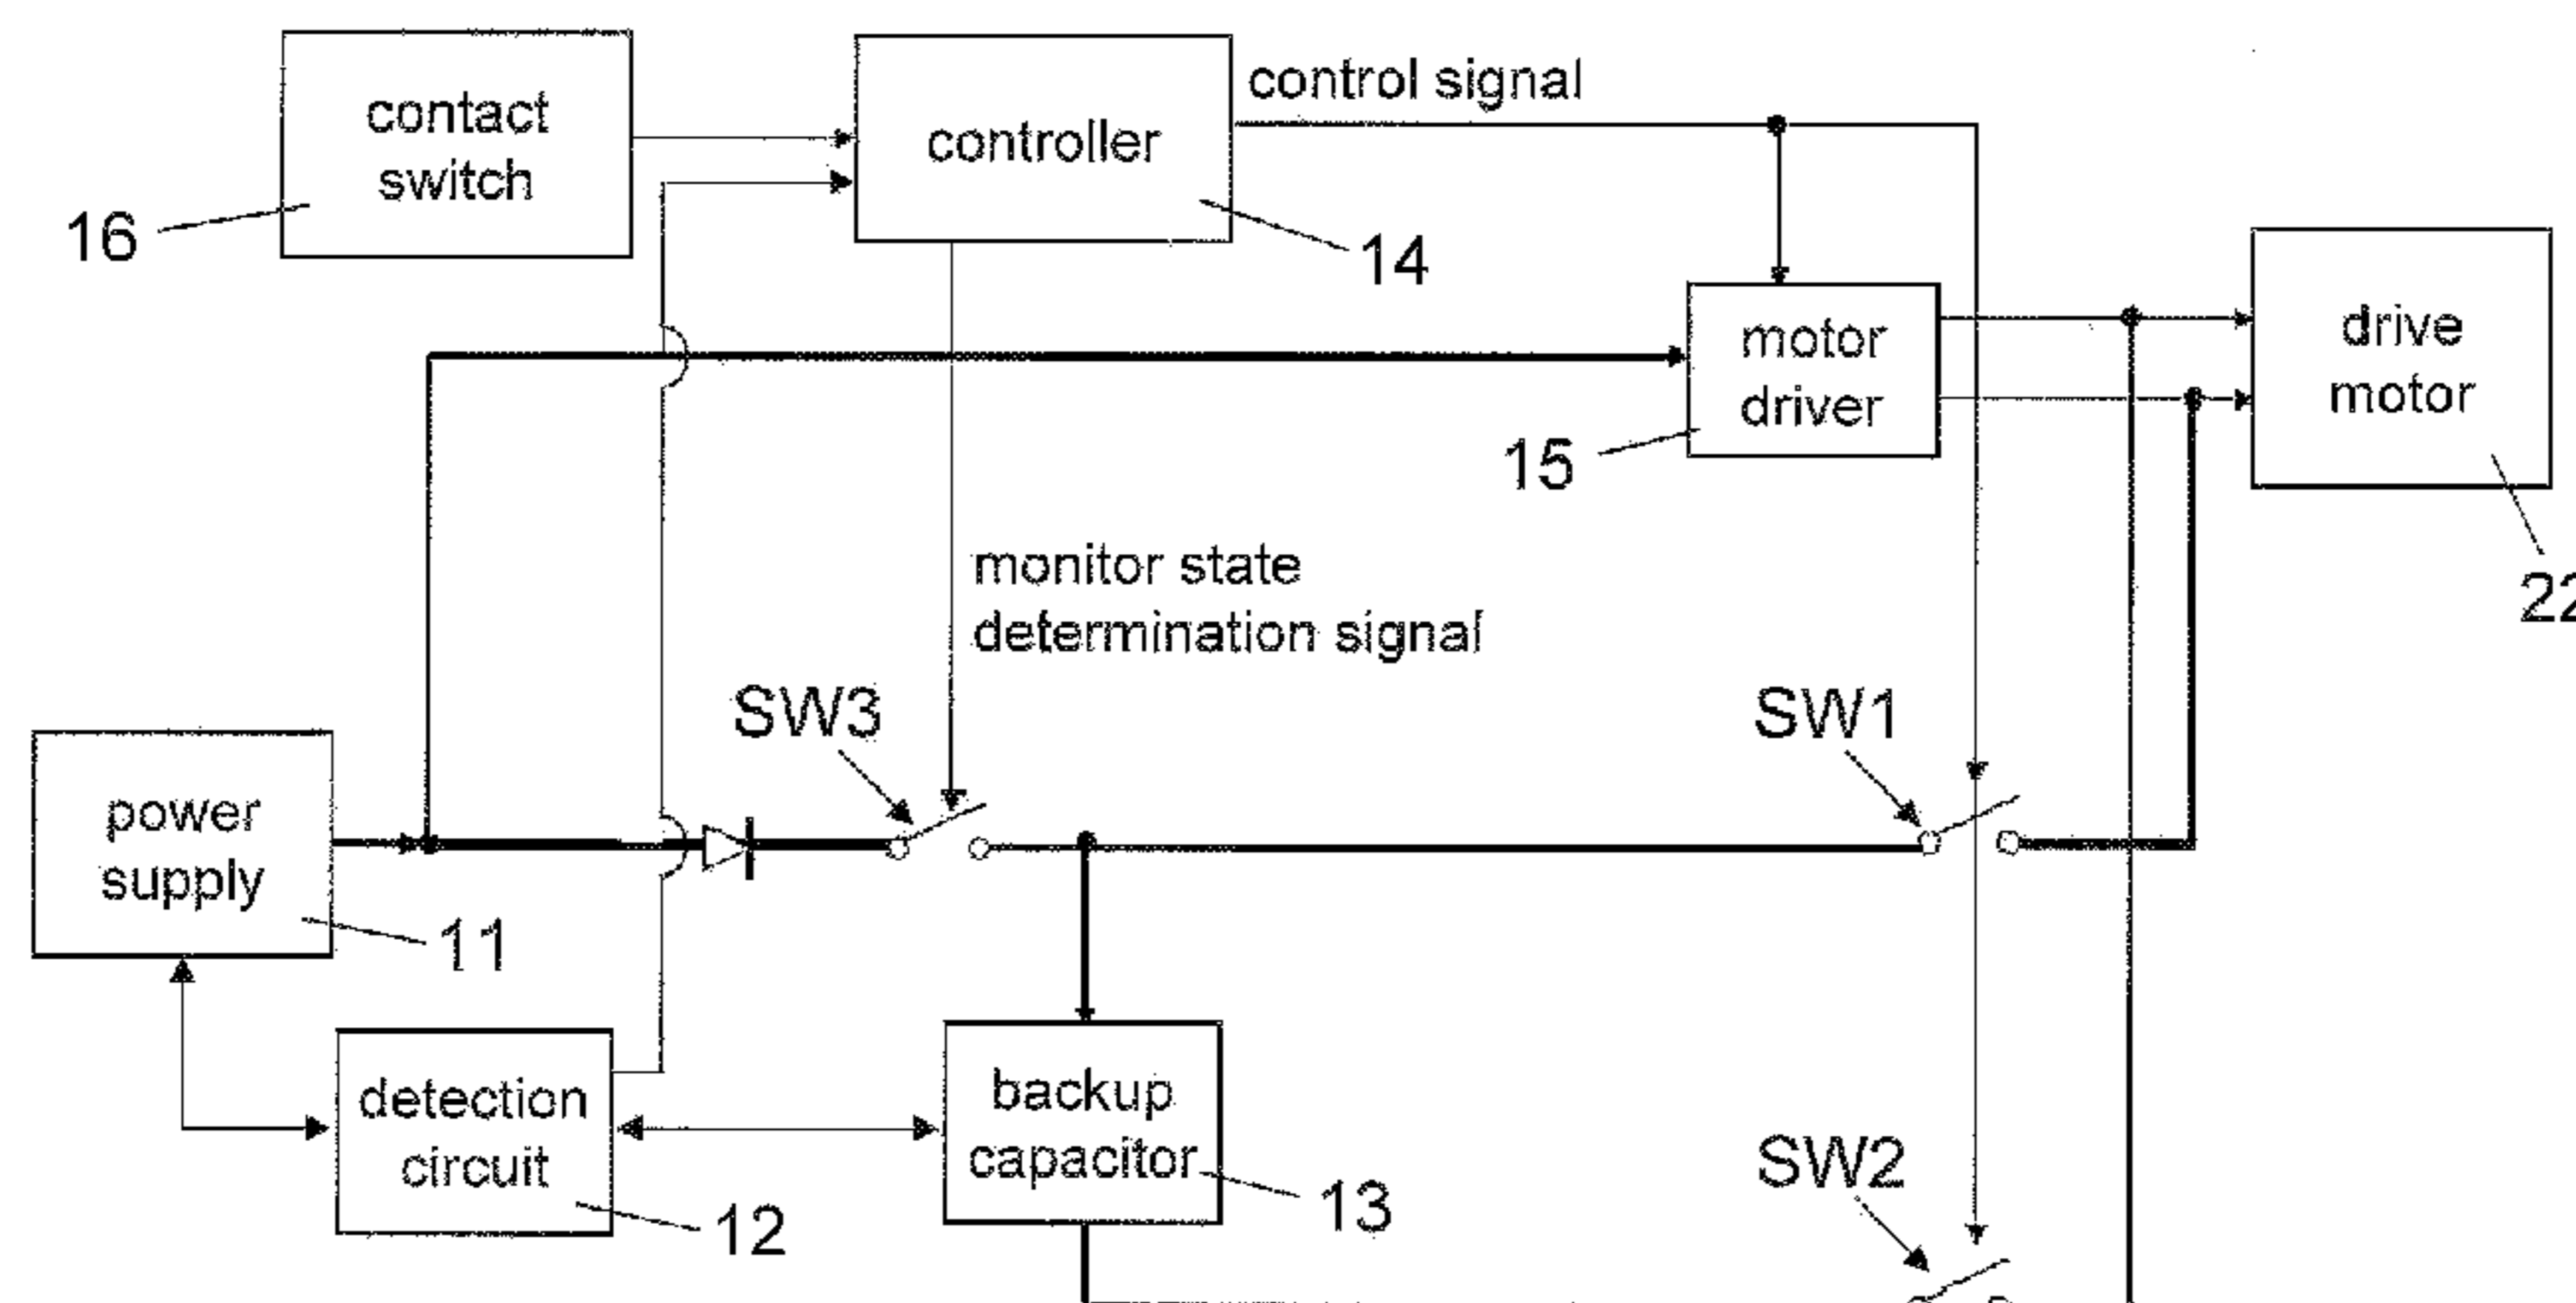 contact
switch
16
controller
14
control signal
motor
driver
15
drive
motor
22
monitor state
determination signal
SW3
SW1
power
supply
11
detection
circuit
12
backup
capacitor
13
SW2